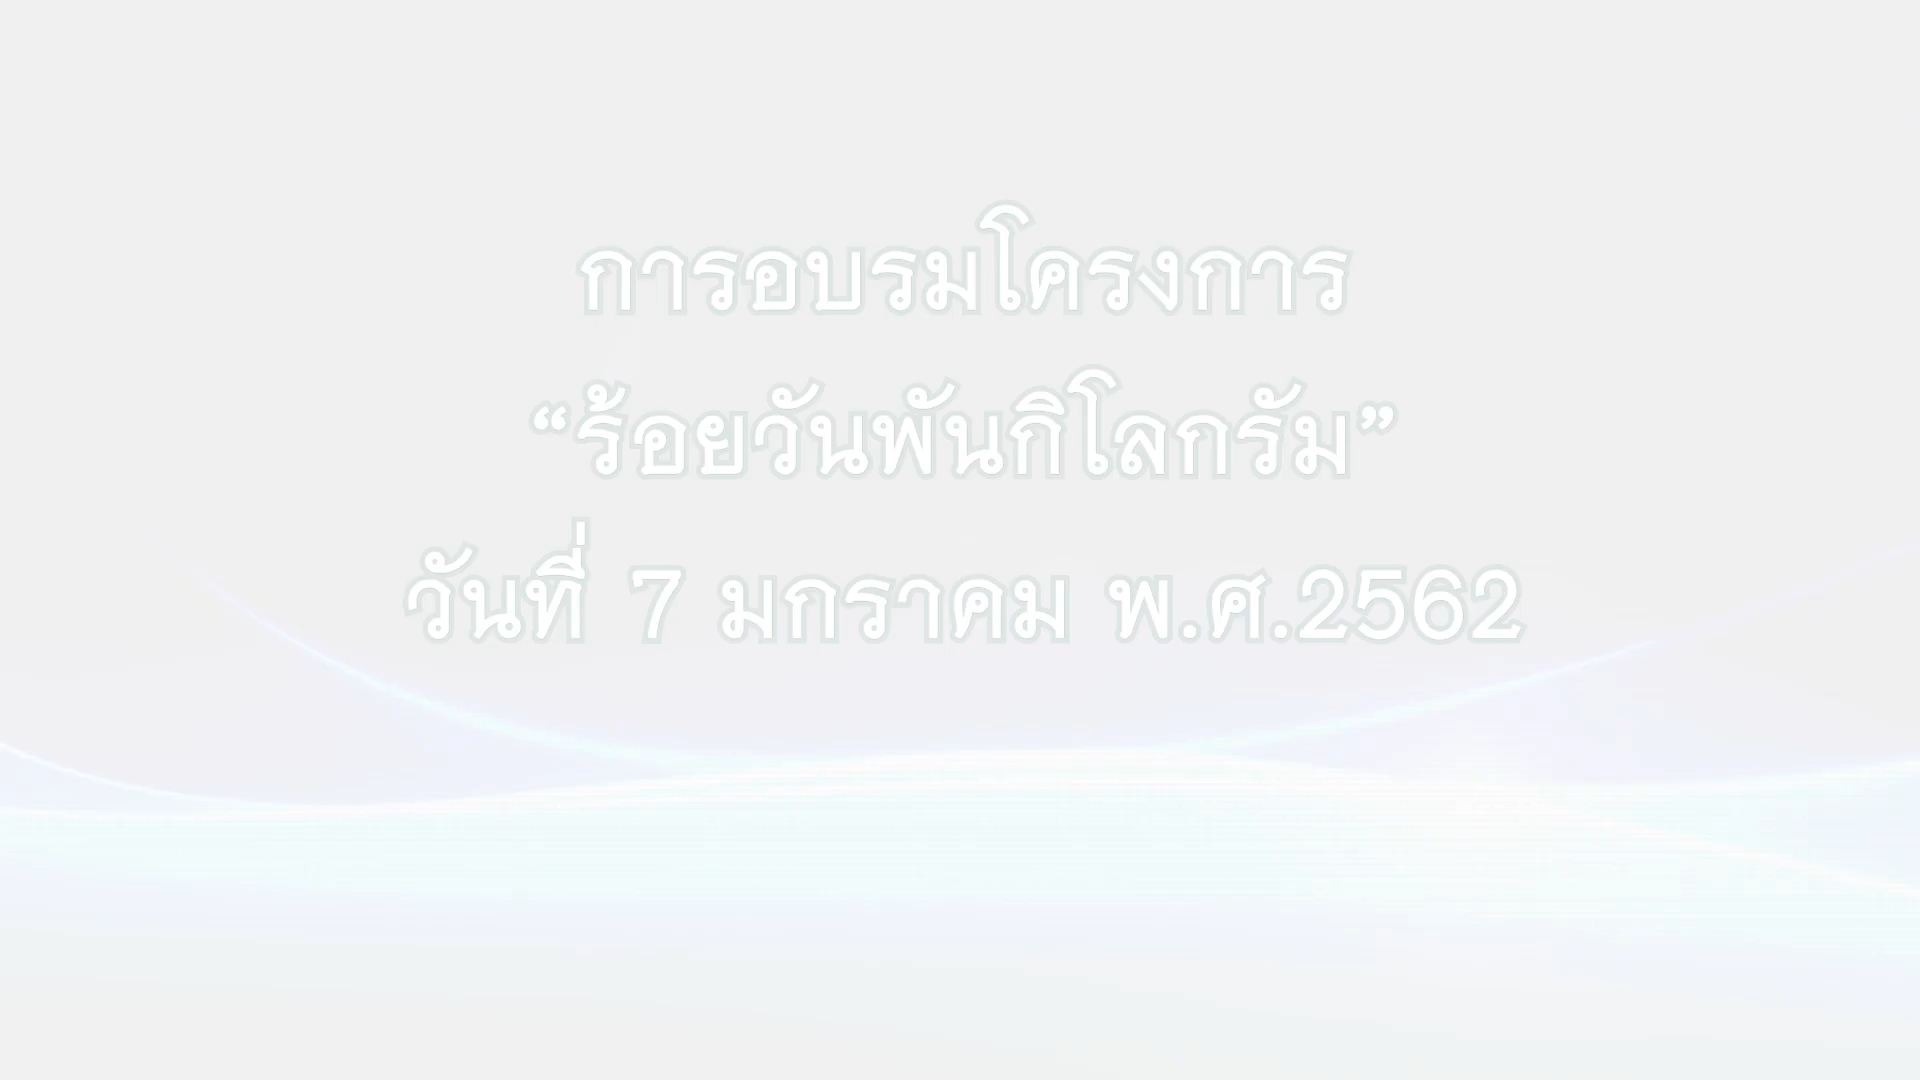 การอบรมโครงการ
“ร้อยวันพันกิโลกรัม”
วันที่ 7 มกราคม พ.ศ.2562